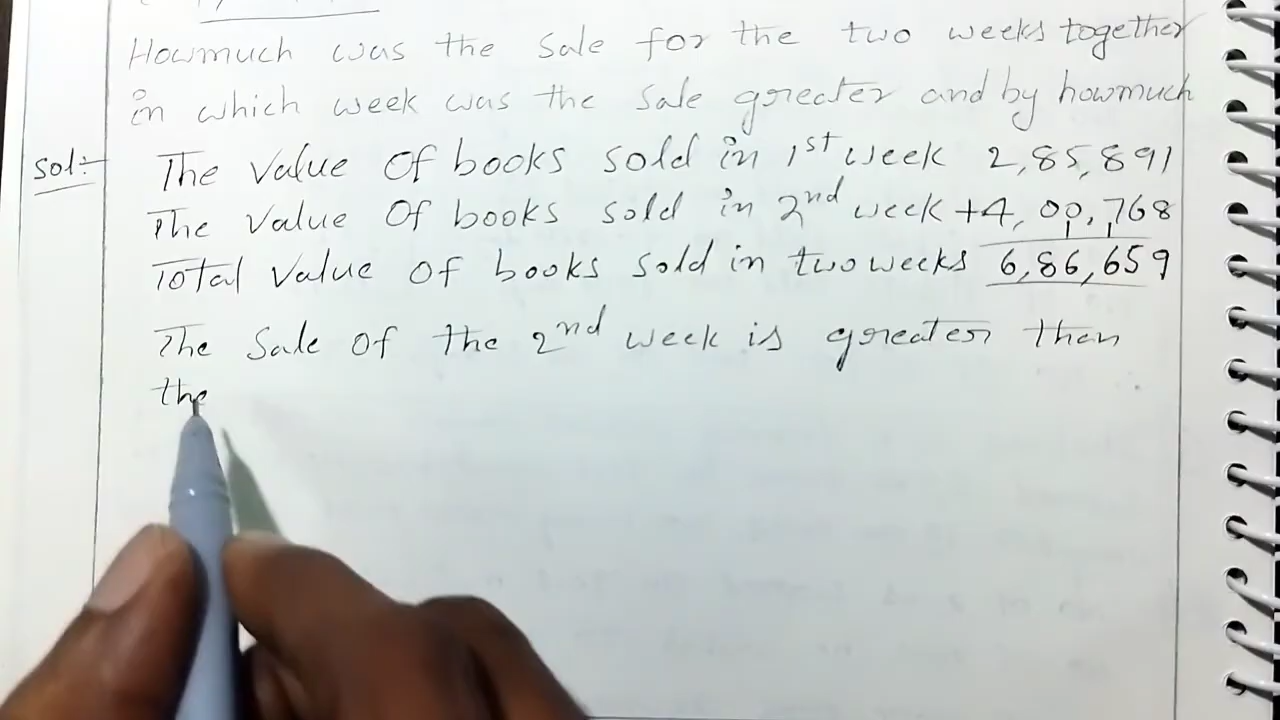 Howmuch was the sale for the two weeks together
in which week was the sale greater and by howmuch
Sol:- The Value Of books sold in 1st week 2,85,891
The Value Of books sold in 2nd week +4,00,768
Total Value Of books sold in two weeks 6,86,659
The Sale Of the 2nd week is greater than
the